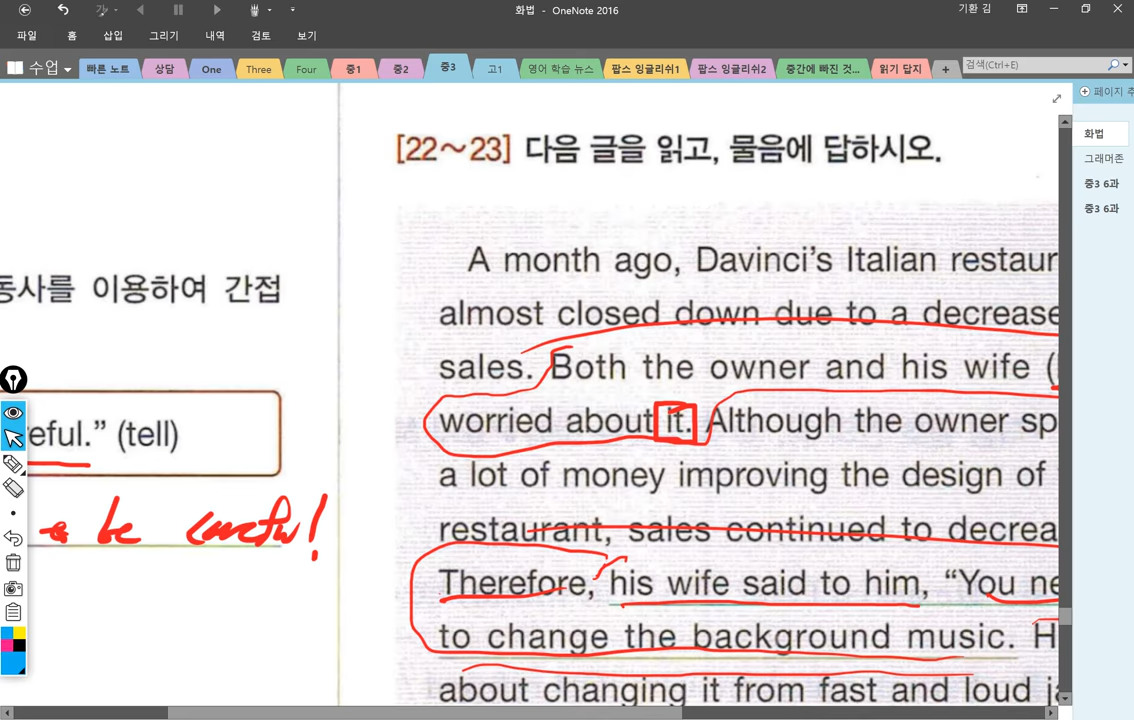 화법 - OneNote 2016
기환 김
파일 홈 삽입 그리기 내역 검토 보기
수업 빠른 노트 상담 One Three Four 중1 중2 중3 고1 영어 학습 뉴스 팝스 잉글리쉬1 팝스 잉글리쉬2 중간에 빠진 것... 읽기 답지 +
검색(Ctrl+E)
페이지
화법
그래머존
중3 6과
중3 6과
동사를 이용하여 간접
eful.” (tell)
be careful!
[22~23] 다음 글을 읽고, 물음에 답하시오.
A month ago, Davinci’s Italian restaur
almost closed down due to a decrease
sales. Both the owner and his wife (
worried about it. Although the owner sp
a lot of money improving the design of
restaurant, sales continued to decrea
Therefore, his wife said to him, “You ne
to change the background music. H
about changing it from fast and loud ja